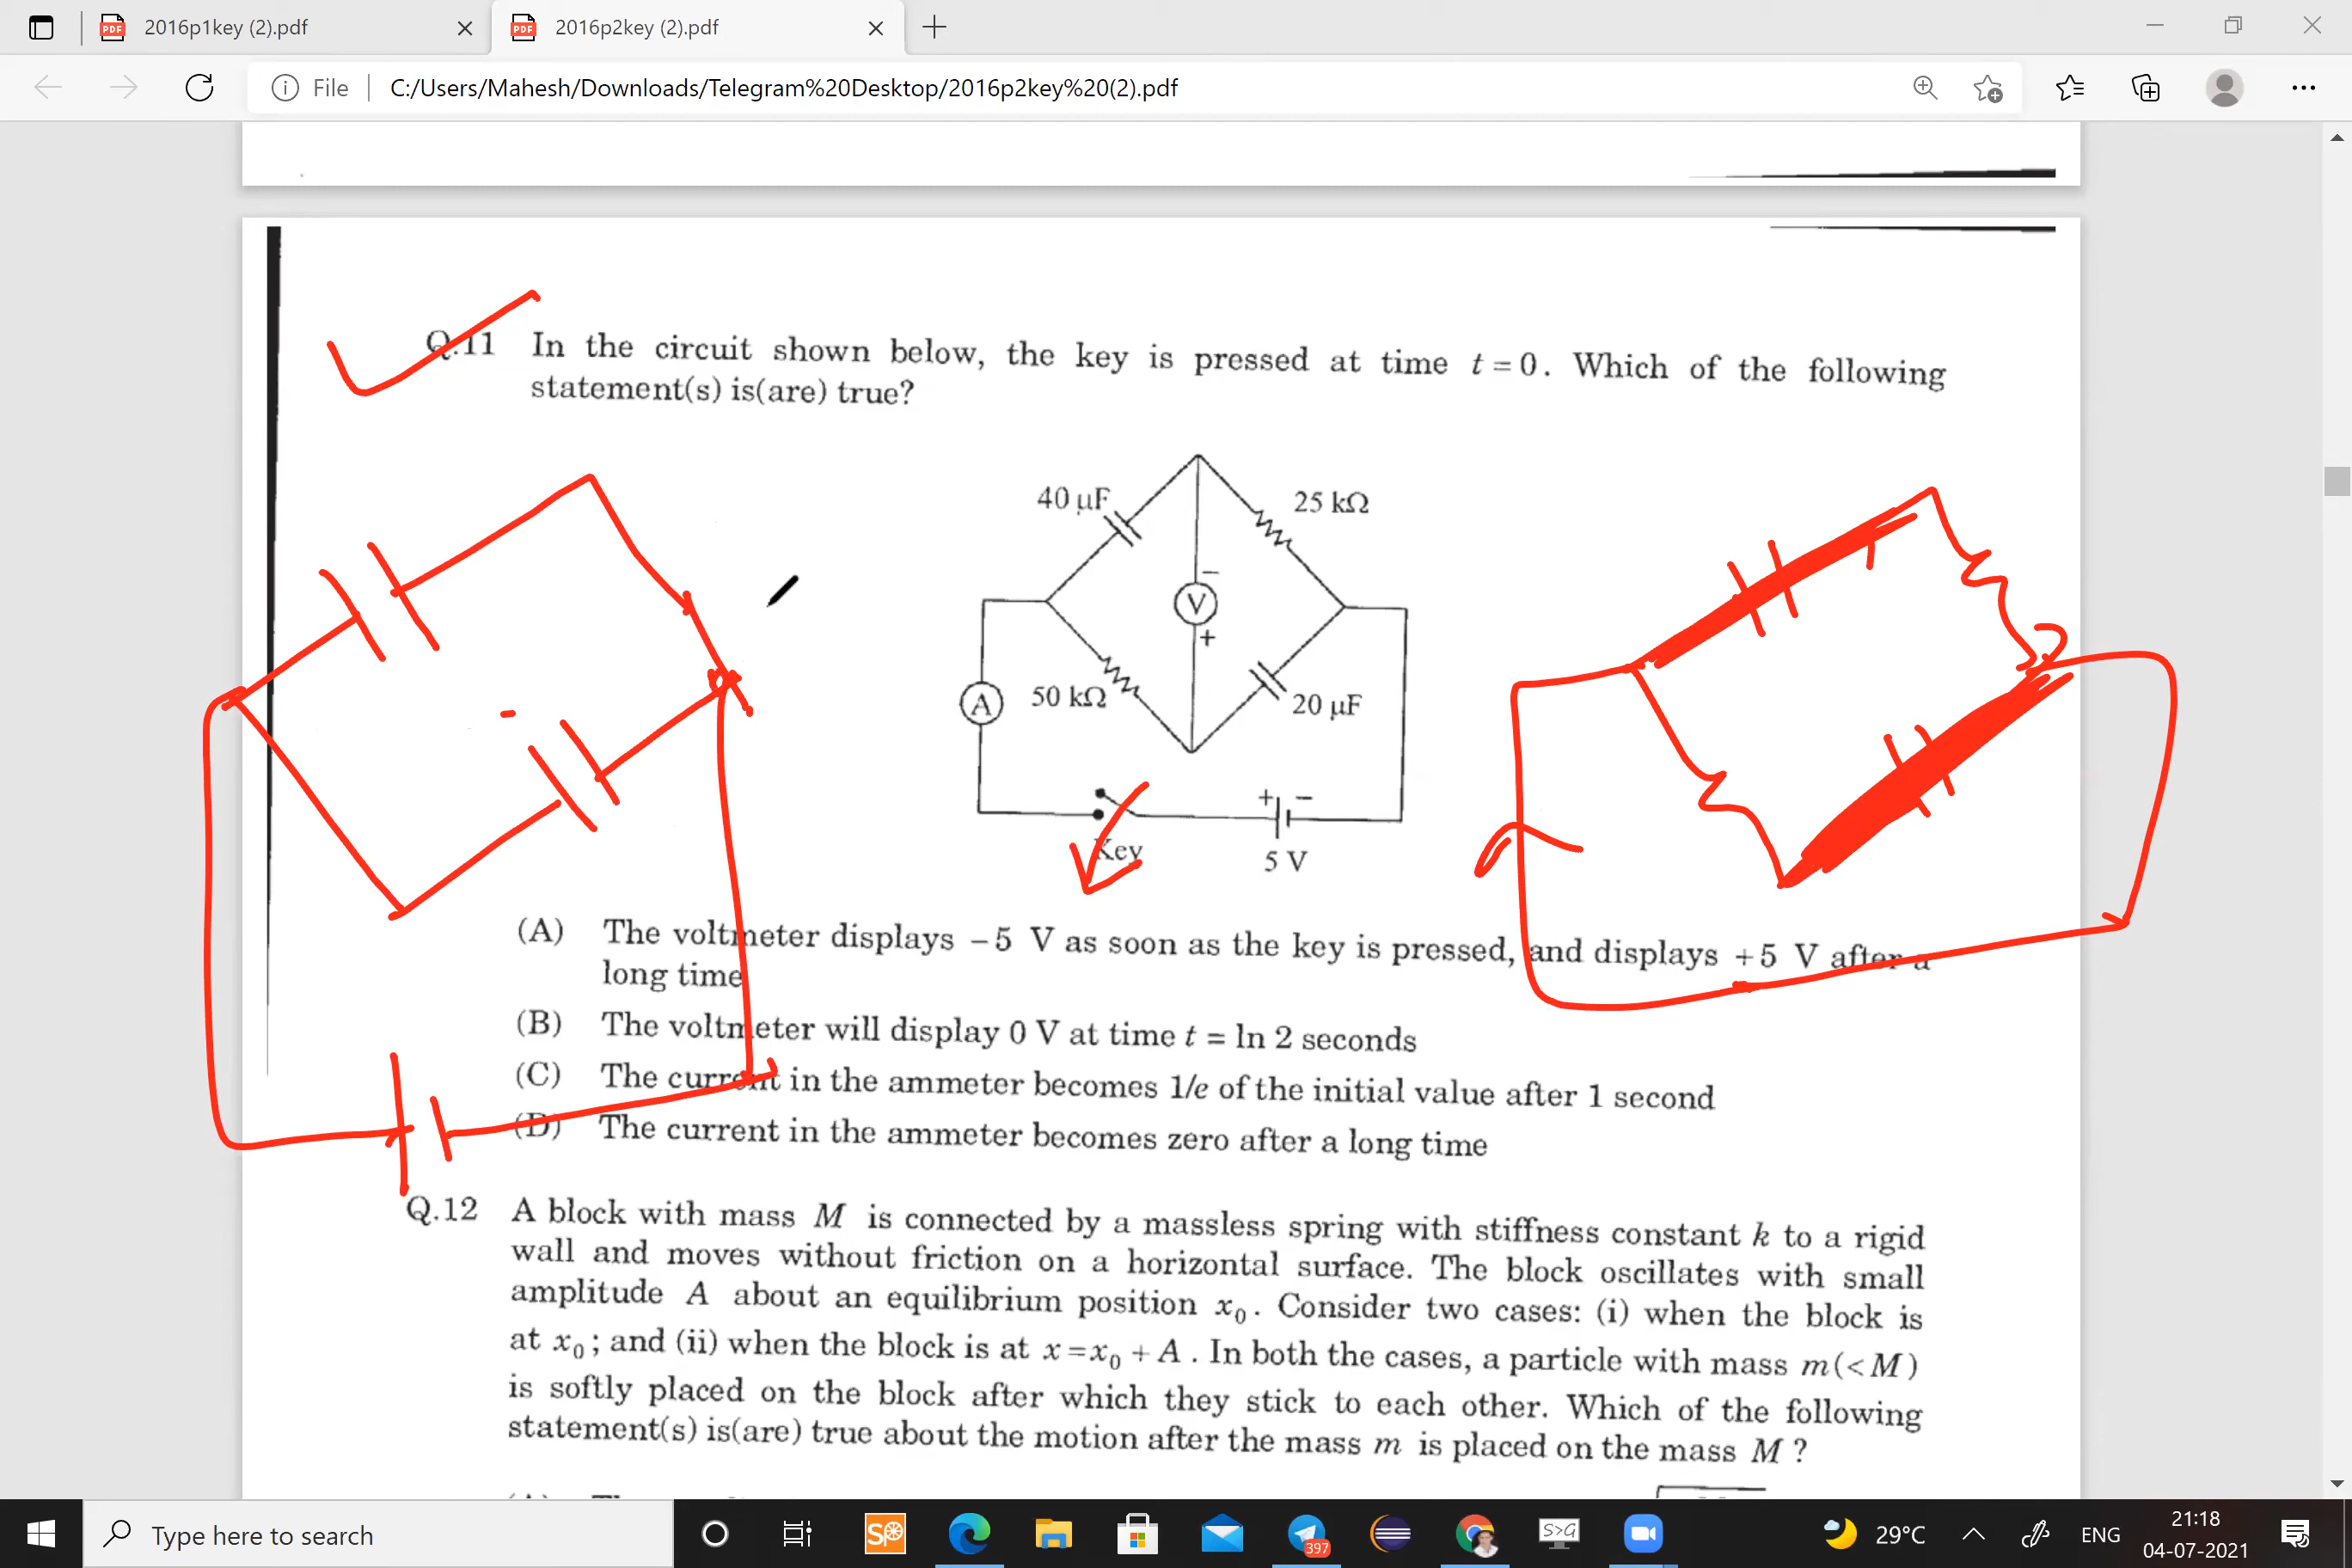 2016p1key (2).pdf
2016p2key (2).pdf
File
C:/Users/Mahesh/Downloads/Telegram%20Desktop/2016p2key%20(2).pdf
Q.11 In the circuit shown below, the key is pressed at time t = 0. Which of the following
statement(s) is(are) true?
40 μF
25 kΩ
−
V
+
A
50 kΩ
20 μF
+ −
Key
5 V
(A) The voltmeter displays −5 V as soon as the key is pressed, and displays +5 V after a
long time
(B) The voltmeter will display 0 V at time t = ln 2 seconds
(C) The current in the ammeter becomes 1/e of the initial value after 1 second
(D) The current in the ammeter becomes zero after a long time
Q.12 A block with mass M is connected by a massless spring with stiffness constant k to a rigid
wall and moves without friction on a horizontal surface. The block oscillates with small
amplitude A about an equilibrium position x₀. Consider two cases: (i) when the block is
at x₀; and (ii) when the block is at x=x₀ + A. In both the cases, a particle with mass m(<M)
is softly placed on the block after which they stick to each other. Which of the following
statement(s) is(are) true about the motion after the mass m is placed on the mass M?
Type here to search
397
S>G
29°C
ENG
21:18
04-07-2021